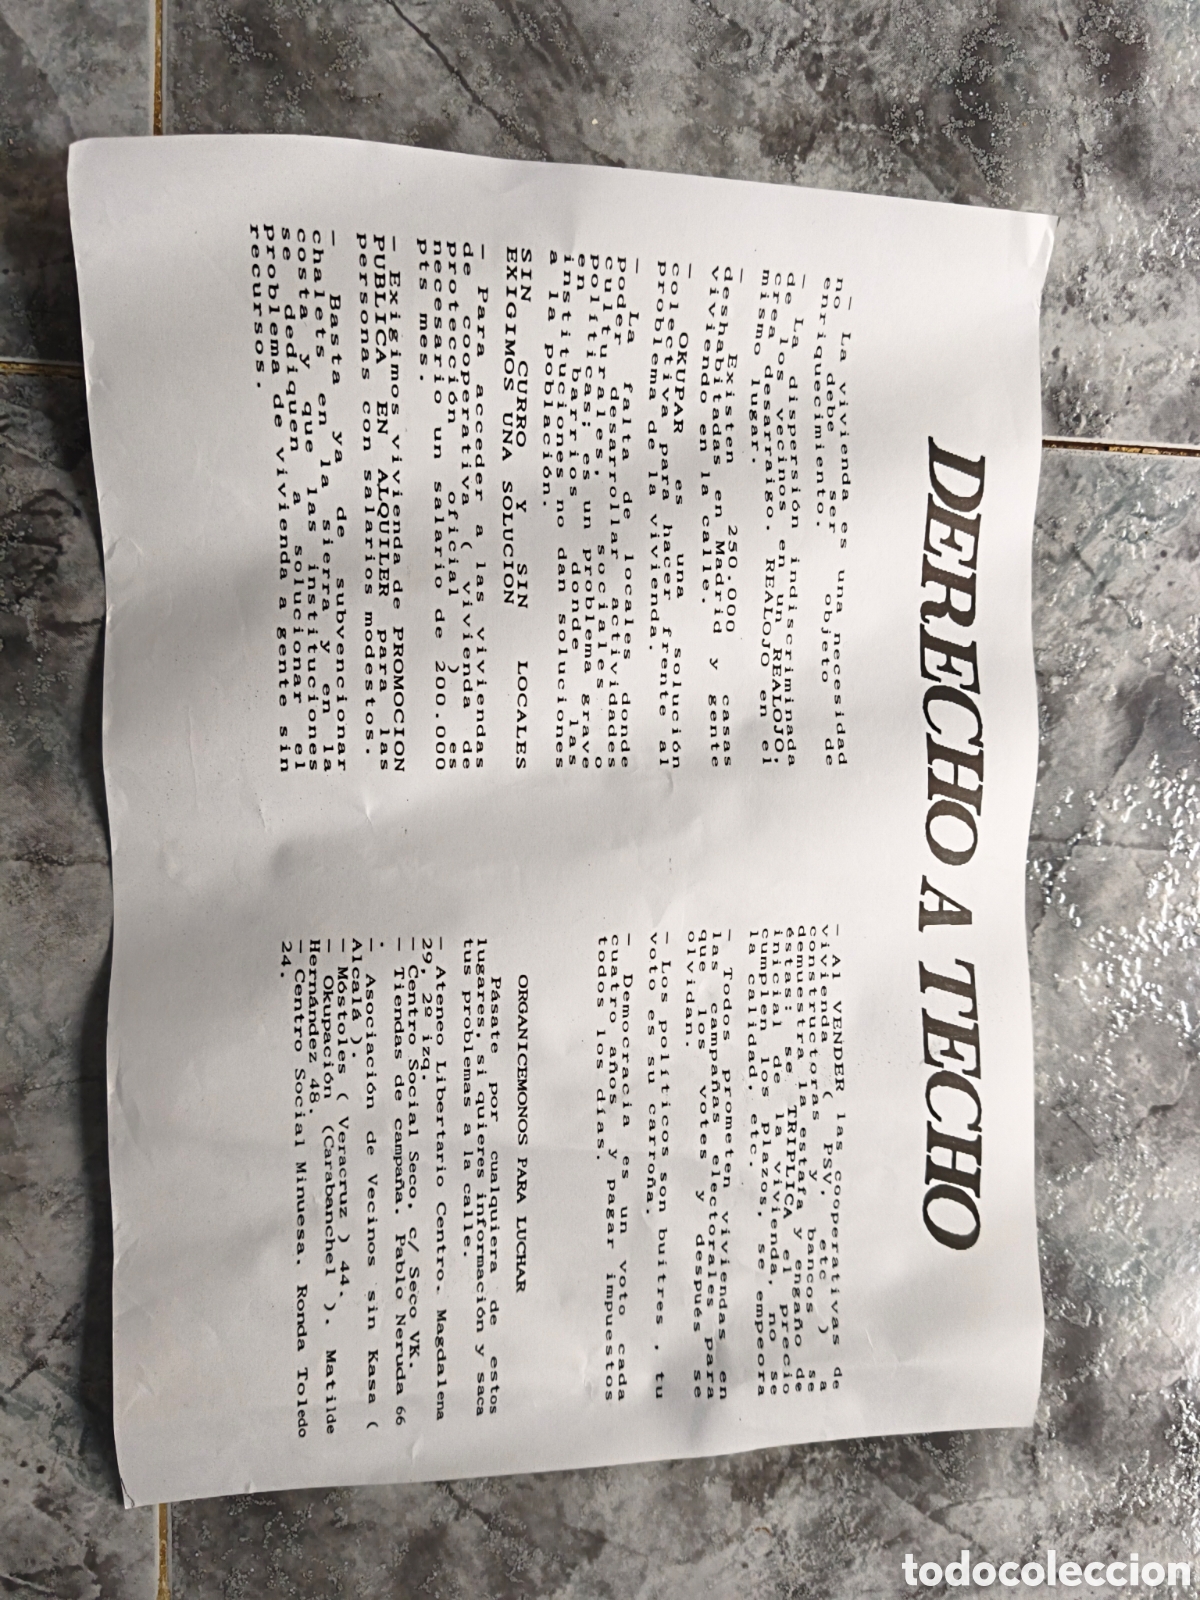 DERECHO A TECHO
- La vivienda es una necesidad
no debe ser objeto de
enriquecimiento.
- La dispersión indiscriminada
de los vecinos en un REALOJO,
crea desarraigo. REALOJO en el
mismo lugar.
- Existen 250.000 casas
deshabitadas en Madrid y gente
viviendo en la calle.
- OKUPAR es una solución
colectiva para hacer frente al
problema de la vivienda.
- La falta de locales donde
poder desarrollar actividades
culturales, sociales o
políticas; es un problema grave
en barrios donde las
instituciones no dan soluciones
a la población.
SIN CURRO Y SIN LOCALES
EXIGIMOS UNA SOLUCION
- Para acceder a las viviendas
de cooperativa ( vivienda de
protección oficial ) es
necesario un salario de 200.000
pts mes.
- Exigimos vivienda de PROMOCION
PUBLICA EN ALQUILER para las
personas con salarios modestos.
- Basta ya de subvencionar
chalets en la sierra y en la
costa y que las instituciones
se dediquen a solucionar el
problema de vivienda a gente sin
recursos.
- Al VENDER las cooperativas de
vivienda ( PSV, etc ) a
constructoras y bancos se
demuestra la estafa y engaño de
éstas: se TRIPLICA el precio
inicial de la vivienda, no se
cumplen los plazos, se empeora
la calidad, etc.
- Todos prometen viviendas en
las campañas electorales para
que los votes y después se
olvidan.
- Los políticos son buitres , tu
voto es su carroña.
- Democracia es un voto cada
cuatro años y pagar impuestos
todos los días.
ORGANICEMONOS PARA LUCHAR
Pásate por cualquiera de estos
lugares, si quieres información y saca
tus problemas a la calle.
- Ateneo Libertario Centro. Magdalena
29, 2º izq.
- Centro Social Seco. c/ Seco VK.
- Tiendas de campaña. Pablo Neruda 66
.
- Asociación de Vecinos sin Kasa (
Alcalá ).
- Móstoles ( Veracruz ) 44.
- Okupación (Carabanchel ). Matilde
Hernández 48.
- Centro Social Minuesa. Ronda Toledo
24.
todocoleccion